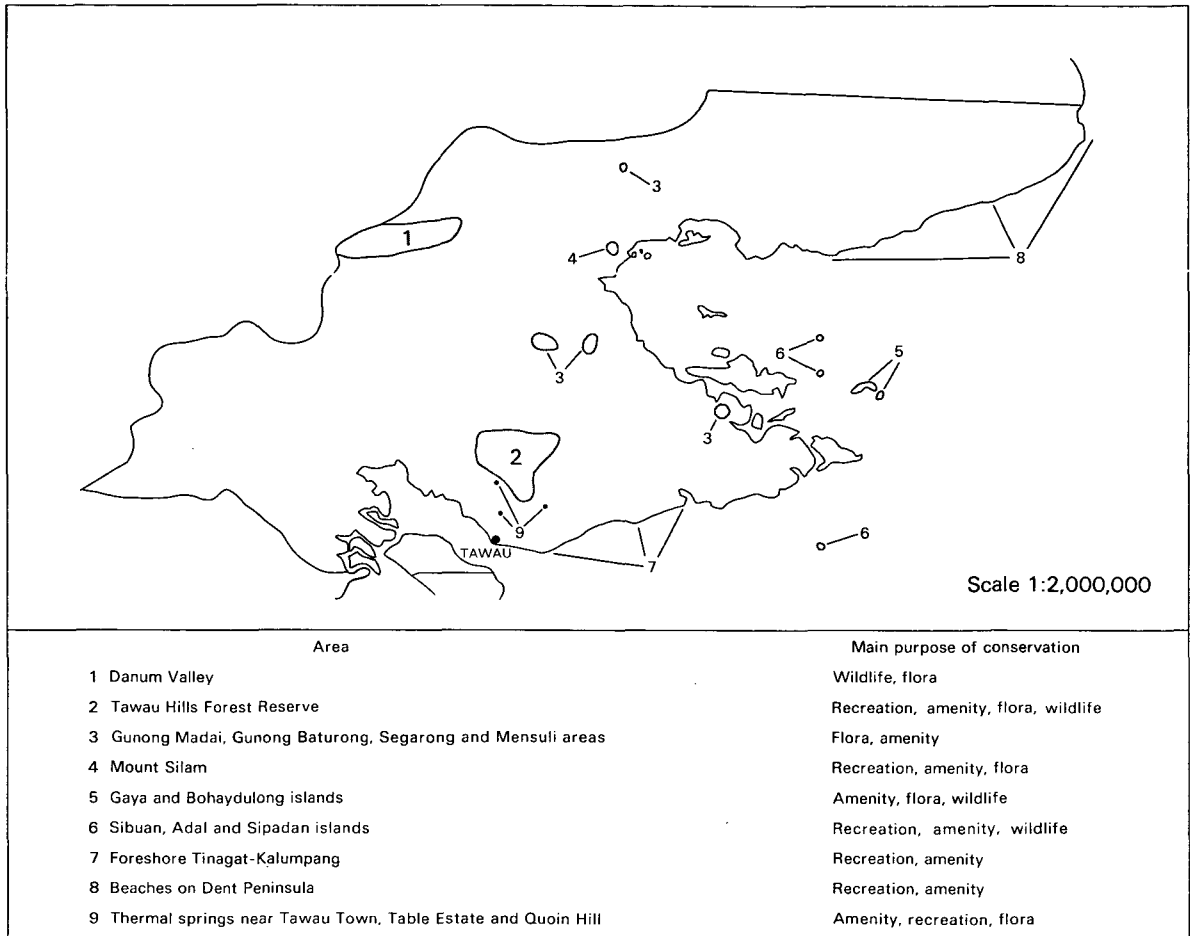 3
1
4
8
6
5
3
3
2
9
TAWAU
6
7
Scale 1:2,000,000
Area Main purpose of conservation
1 Danum Valley Wildlife, flora
2 Tawau Hills Forest Reserve Recreation, amenity, flora, wildlife
3 Gunong Madai, Gunong Baturong, Segarong and Mensuli areas Flora, amenity
4 Mount Silam Recreation, amenity, flora
5 Gaya and Bohaydulong islands Amenity, flora, wildlife
6 Sibuan, Adal and Sipadan islands Recreation, amenity, wildlife
7 Foreshore Tinagat-Kalumpang Recreation, amenity
8 Beaches on Dent Peninsula Recreation, amenity
9 Thermal springs near Tawau Town, Table Estate and Quoin Hill Amenity, recreation, flora